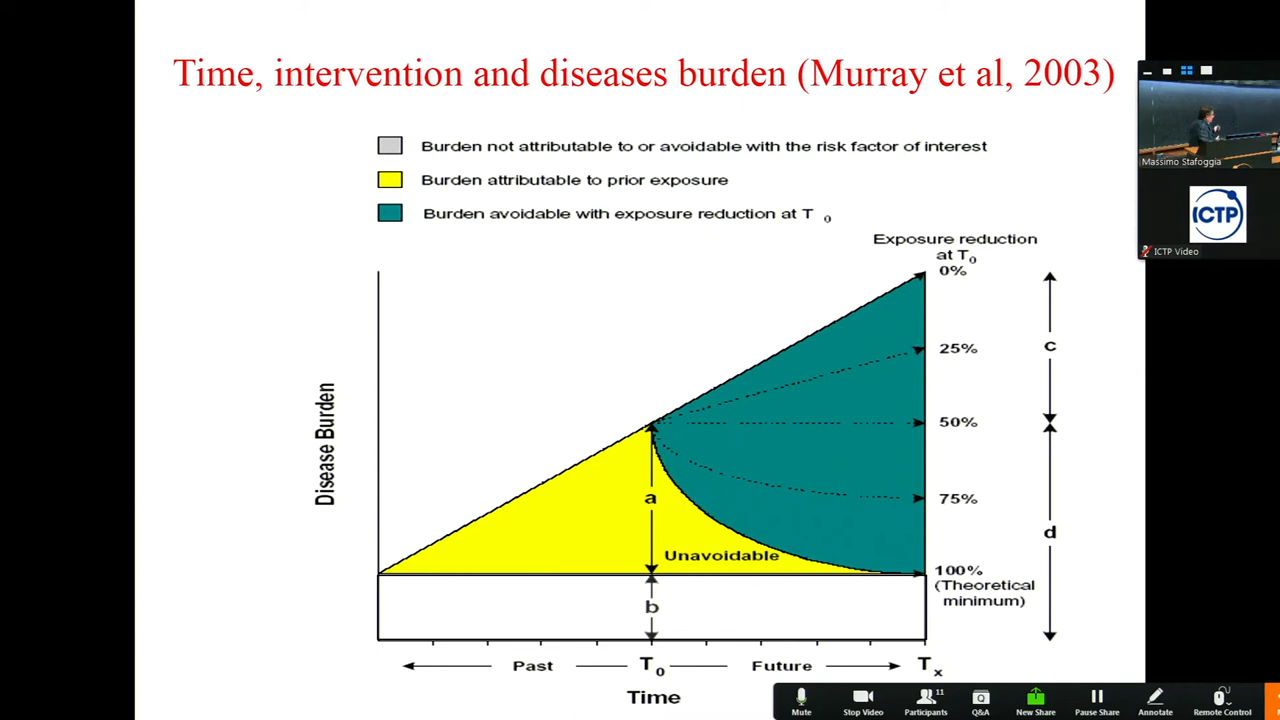 Time, intervention and diseases burden (Murray et al, 2003)
Burden not attributable to or avoidable with the risk factor of interest
Burden attributable to prior exposure
Burden avoidable with exposure reduction at T 0
Exposure reduction
at T0
0%
25%
50%
75%
100%
(Theoretical
minimum)
c
d
a
b
Unavoidable
Disease Burden
Past
T0
Future
Tx
Time
Massimo Stafoggia
ICTP
ICTP Video
Mute
Stop Video
11
Participants
Q&A
New Share
Pause Share
Annotate
Remote Control